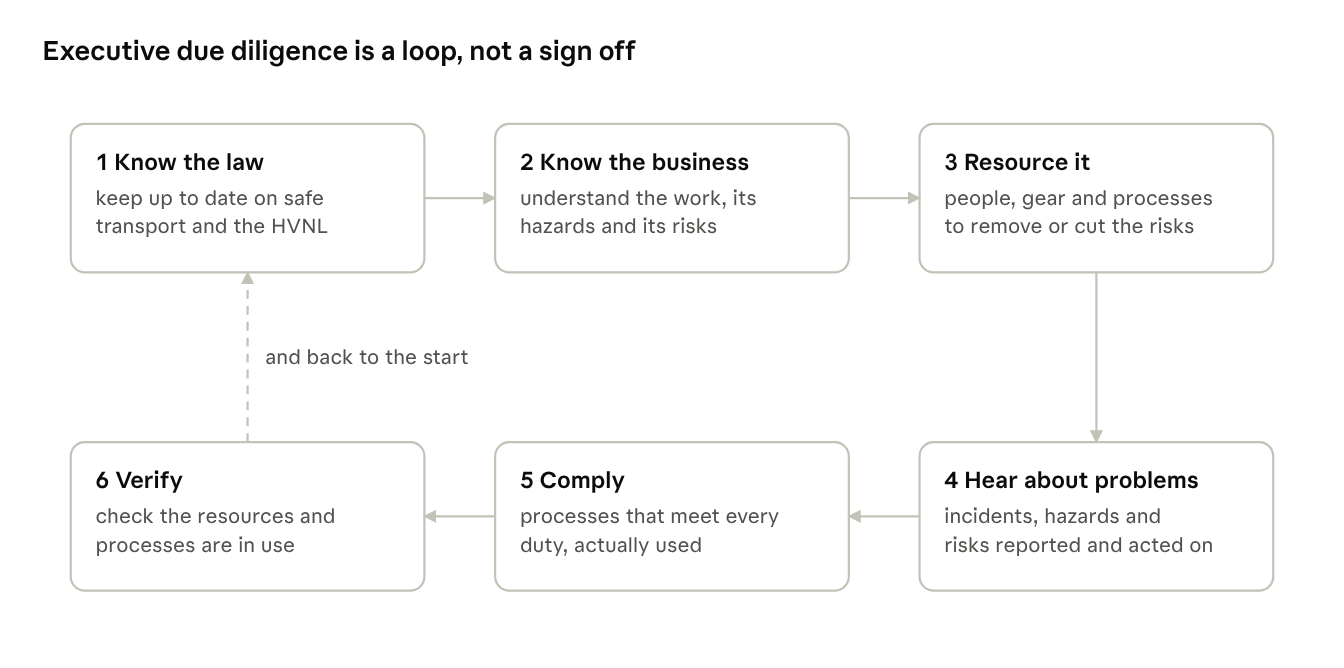 Executive due diligence is a loop, not a sign off
1 Know the law
keep up to date on safe
transport and the HVNL
2 Know the business
understand the work, its
hazards and its risks
3 Resource it
people, gear and processes
to remove or cut the risks
and back to the start
6 Verify
check the resources and
processes are in use
5 Comply
processes that meet every
duty, actually used
4 Hear about problems
incidents, hazards and
risks reported and acted on